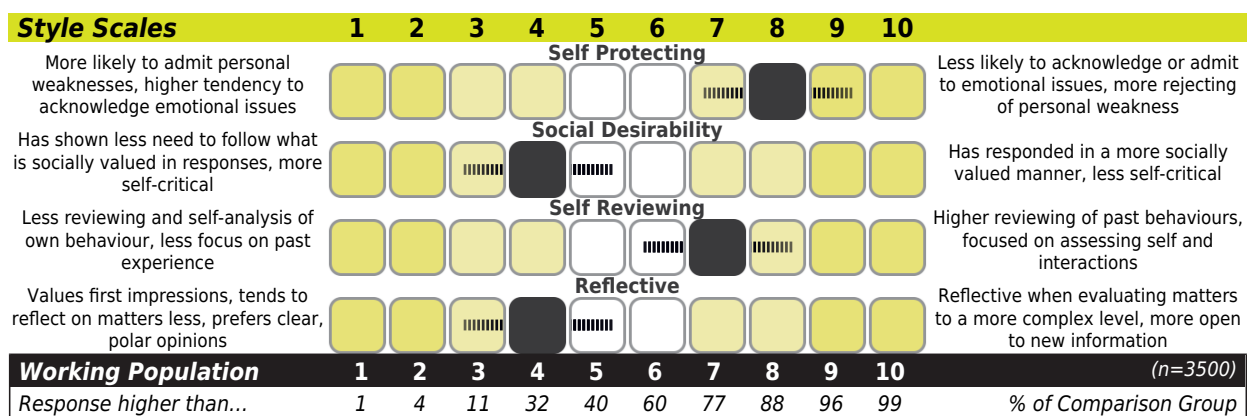 Style Scales 1 2 3 4 5 6 7 8 9 10
Self Protecting
More likely to admit personal
weaknesses, higher tendency to
acknowledge emotional issues
Less likely to acknowledge or admit
to emotional issues, more rejecting
of personal weakness
Social Desirability
Has shown less need to follow what
is socially valued in responses, more
self-critical
Has responded in a more socially
valued manner, less self-critical
Self Reviewing
Less reviewing and self-analysis of
own behaviour, less focus on past
experience
Higher reviewing of past behaviours,
focused on assessing self and
interactions
Reflective
Values first impressions, tends to
reflect on matters less, prefers clear,
polar opinions
Reflective when evaluating matters
to a more complex level, more open
to new information
Working Population 1 2 3 4 5 6 7 8 9 10 (n=3500)
Response higher than... 1 4 11 32 40 60 77 88 96 99 % of Comparison Group